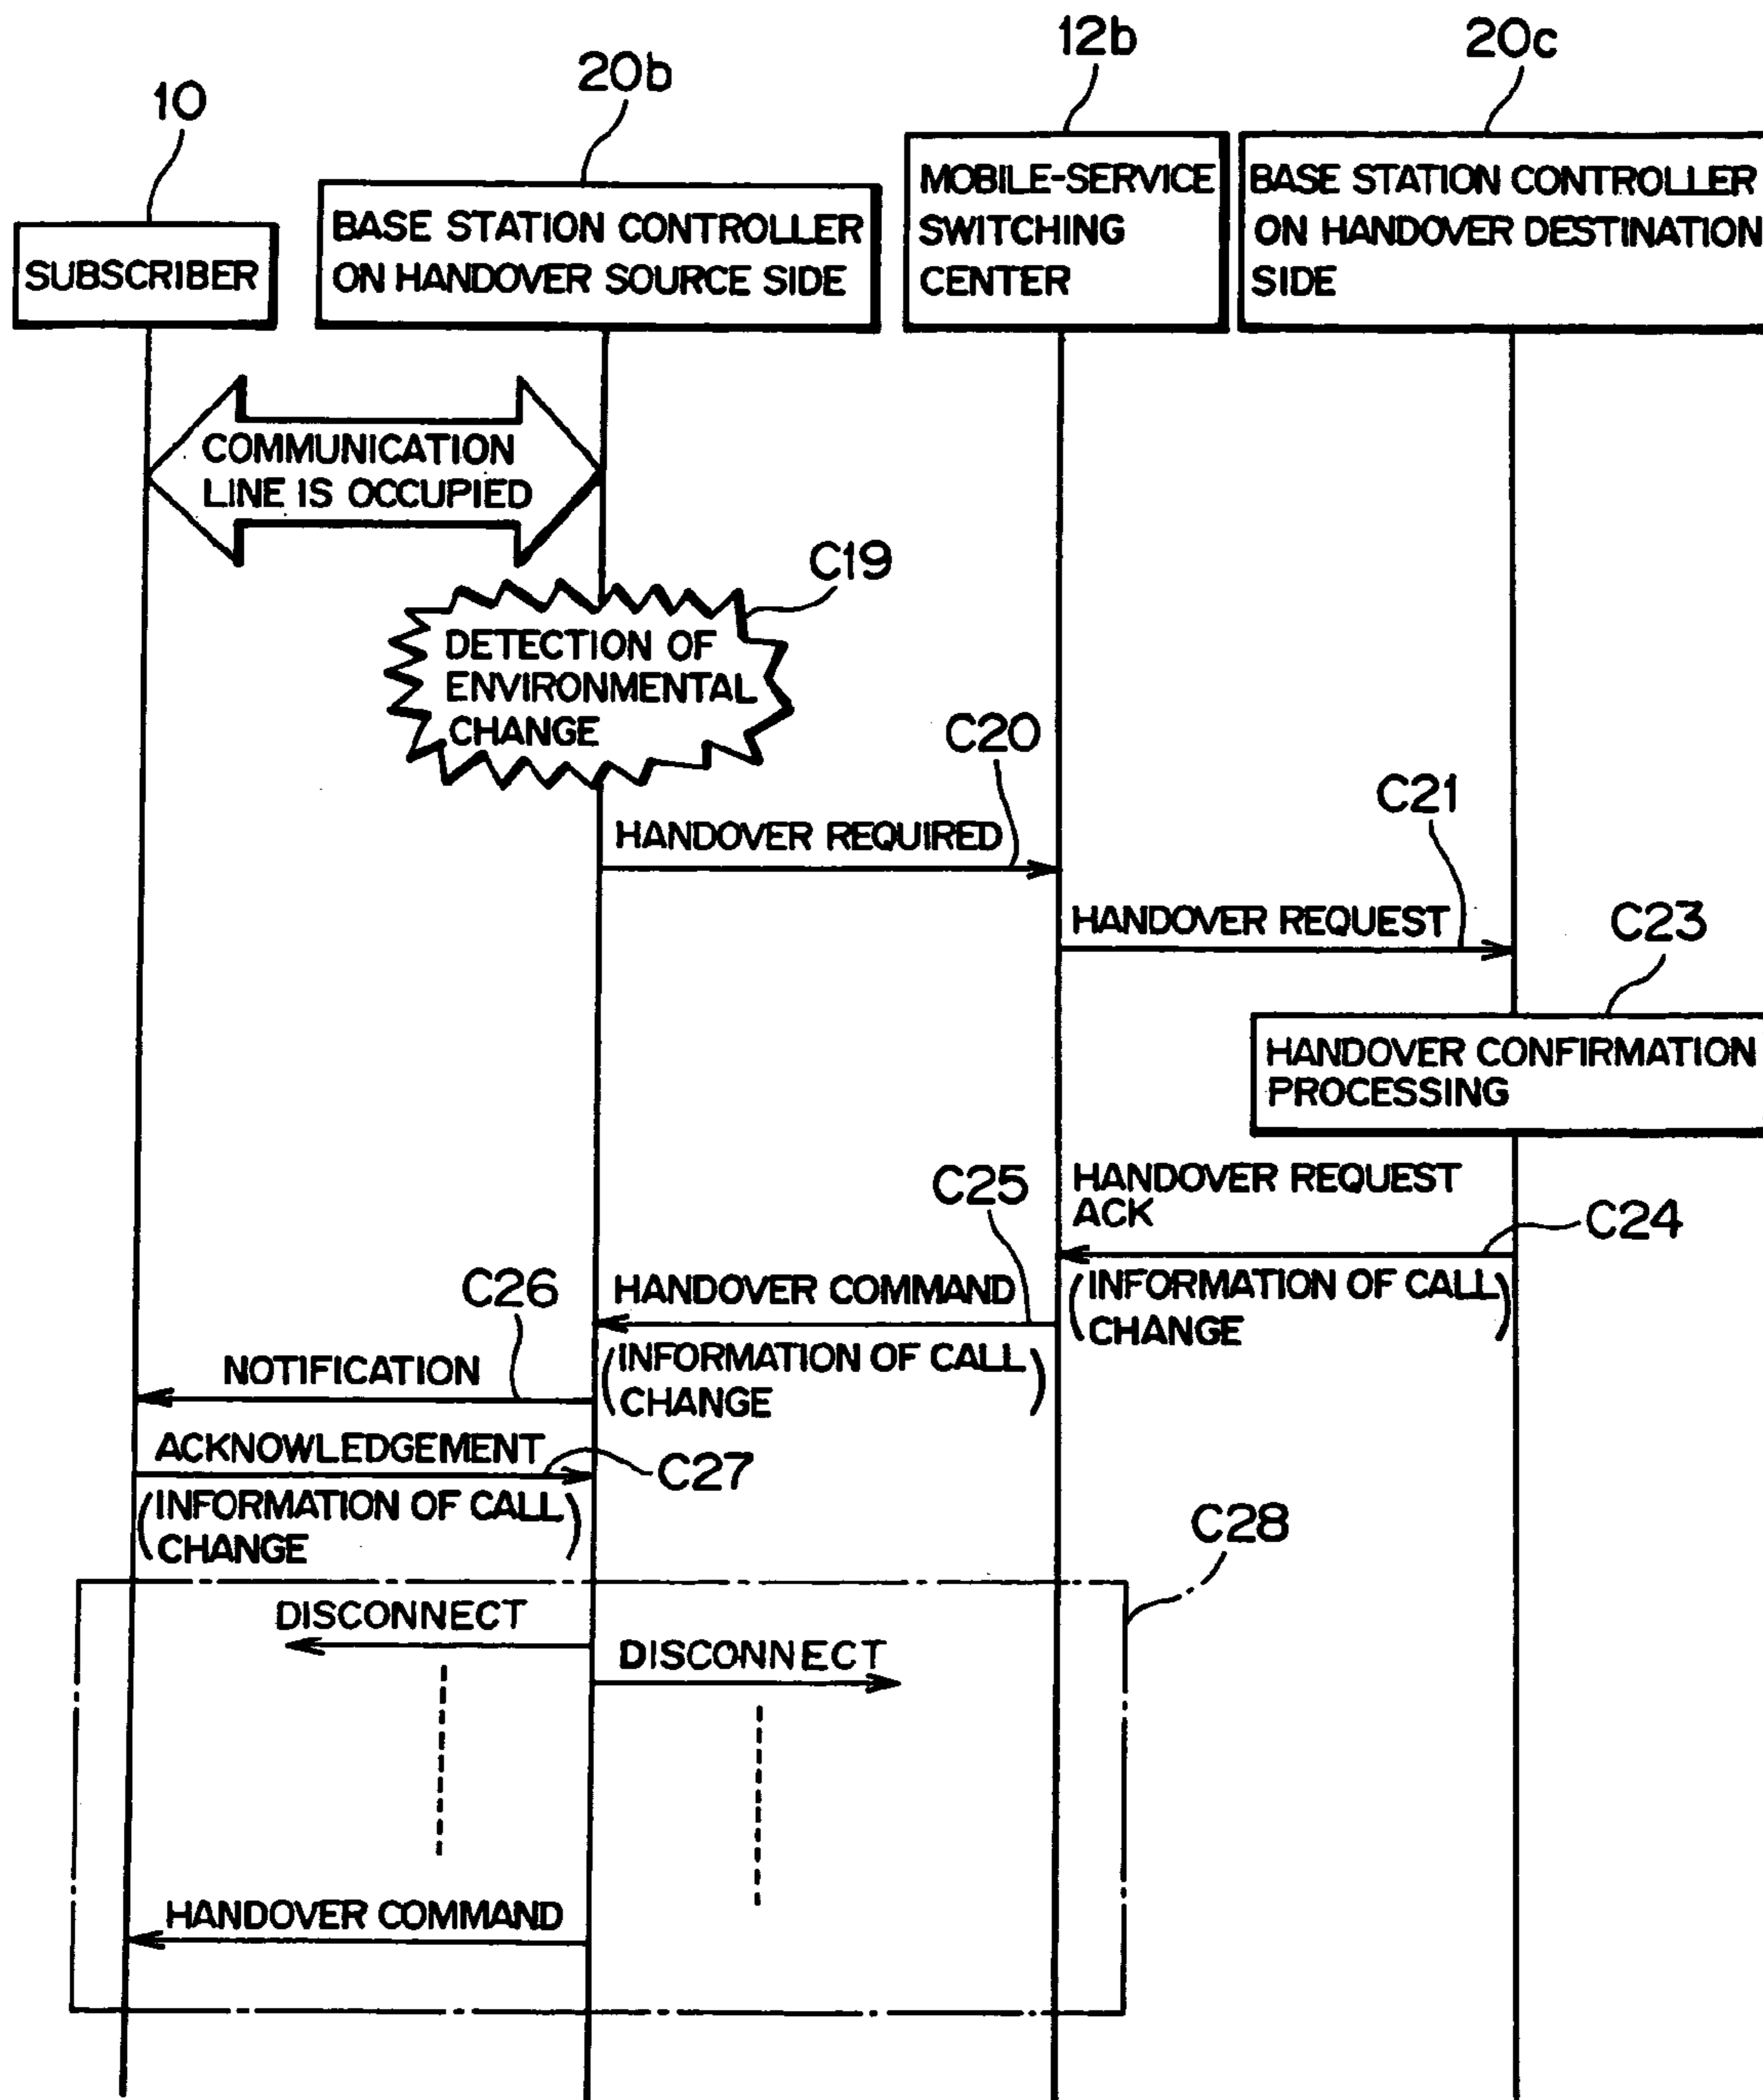 10
20b
12b
20c
SUBSCRIBER
BASE STATION CONTROLLER
ON HANDOVER SOURCE SIDE
MOBILE-SERVICE
SWITCHING
CENTER
BASE STATION CONTROLLER
ON HANDOVER DESTINATION
SIDE
COMMUNICATION
LINE IS OCCUPIED
C19
DETECTION OF
ENVIRONMENTAL
CHANGE
C20
HANDOVER REQUIRED
C21
HANDOVER REQUEST
C23
HANDOVER CONFIRMATION
PROCESSING
HANDOVER REQUEST
ACK
C24
(INFORMATION OF CALL
CHANGE)
C25
HANDOVER COMMAND
(INFORMATION OF CALL
CHANGE)
C26
NOTIFICATION
ACKNOWLEDGEMENT
C27
(INFORMATION OF CALL
CHANGE)
C28
DISCONNECT
DISCONNECT
HANDOVER COMMAND